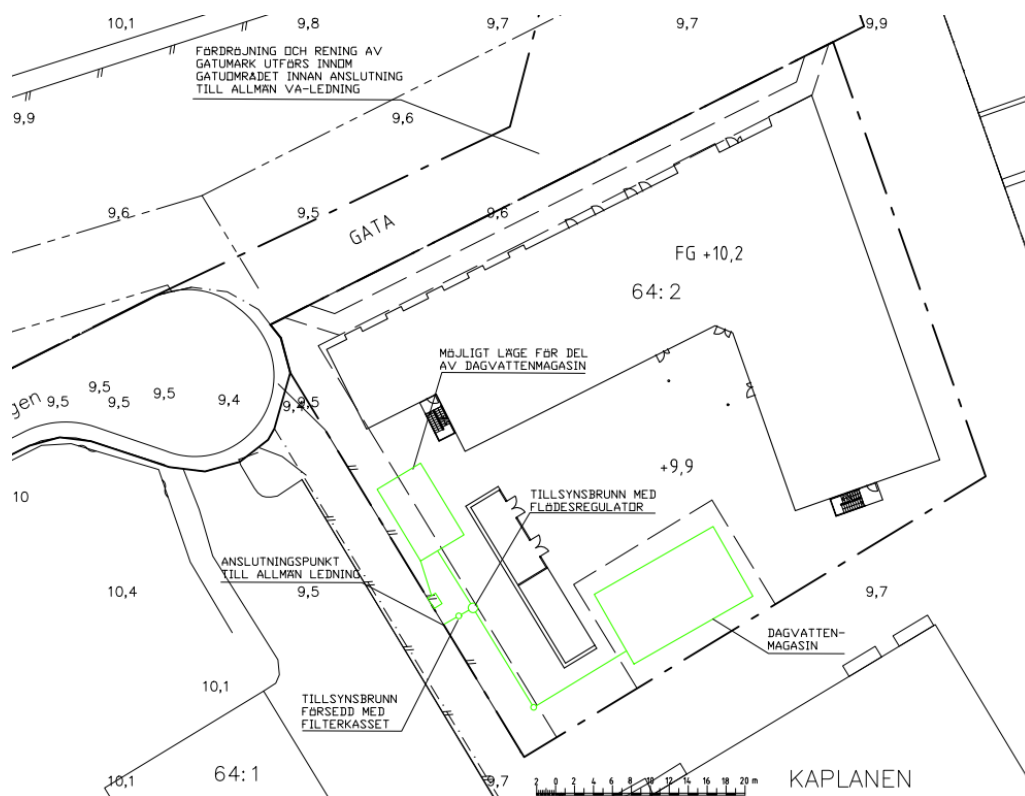 10,1
9,8
9,7
9,7
9,9
FÖRDRÖJNING OCH RENING AV
GATUMARK UTFÖRS INNOM
GATUOMRÅDET INNAN ANSLUTNING
TILL ALLMÄN VA-LEDNING
9,9
9,6
9,6
9,5
9,6
GATA
FG +10,2
64:2
MÖJLIGT LÄGE FÖR DEL
AV DAGVATTENMAGASIN
gen
9,5
9,5
9,5
9,5
9,4
9,4
9,5
+9,9
10
TILLSYNSBRUNN MED
FLÖDESREGULATOR
ANSLUTNINGSPUNKT
TILL ALLMÄN LEDNING
10,4
9,5
9,7
DAGVATTEN-
MAGASIN
10,1
TILLSYNSBRUNN
FÖRSEDD MED
FILTERKASSET
64:1
10,1
9,7
2 0 2 4 6 8 10 12 14 16 18 20 m
KAPLANEN